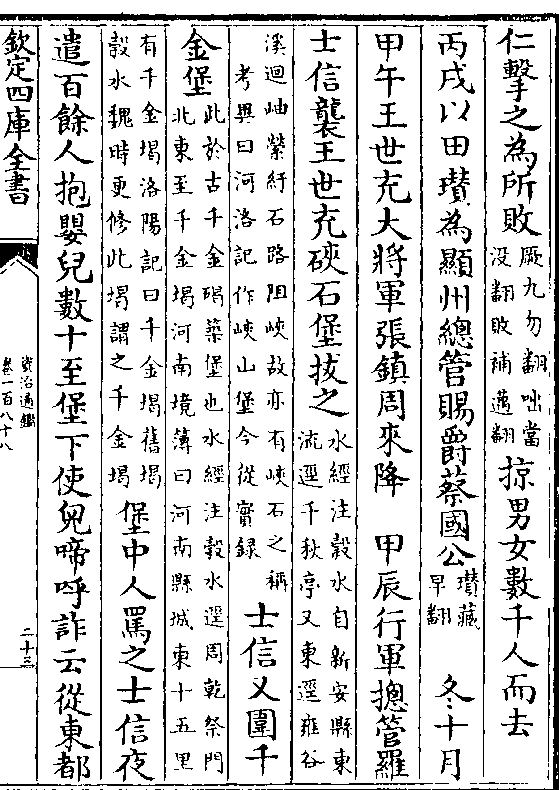 仁擊之為所敗厥九勿翻咄當
没翻敗補邁翻掠男女數千人而去
丙戌以田瓚為顯州總管賜爵蔡國公瓚藏
旱翻冬十月
甲午王世充大將軍張鎮周來降　甲辰行軍摠管羅
士信襲王世充硤石堡拔之水經注榖水自新安縣東
流逕千秋亭又東逕雍谷
溪迴岫縈紆石路阻峽故亦有峽石之稱
考異曰河洛記作峽山堡今從實録士信又圍千
金堡此於古千金碣築堡也水經注榖水逕周乾祭門
北東至千金堨河南境簿曰河南縣城東十五里
有千金堨洛陽記曰千金堨舊堨
榖水魏時更修此堨謂之千金堨堡中人罵之士信夜
遣百餘人抱嬰兒數十至堡下使兒啼呼詐云從東都
欽定四庫全書
資治通鑑
卷一百八十八
二十三